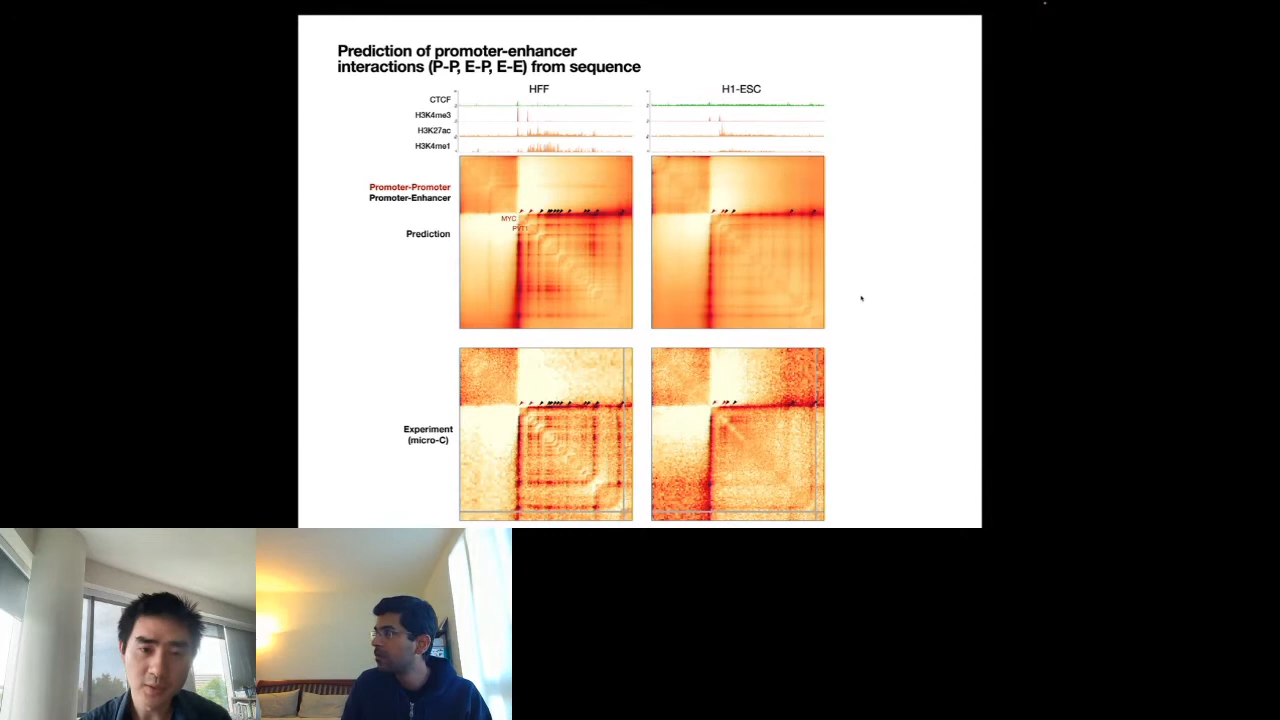 Prediction of promoter-enhancer
interactions (P-P, E-P, E-E) from sequence
HFF
H1-ESC
CTCF
H3K4me3
H3K27ac
H3K4me1
Promoter-Promoter
Promoter-Enhancer
MYC
PVT1
Prediction
Experiment
(micro-C)